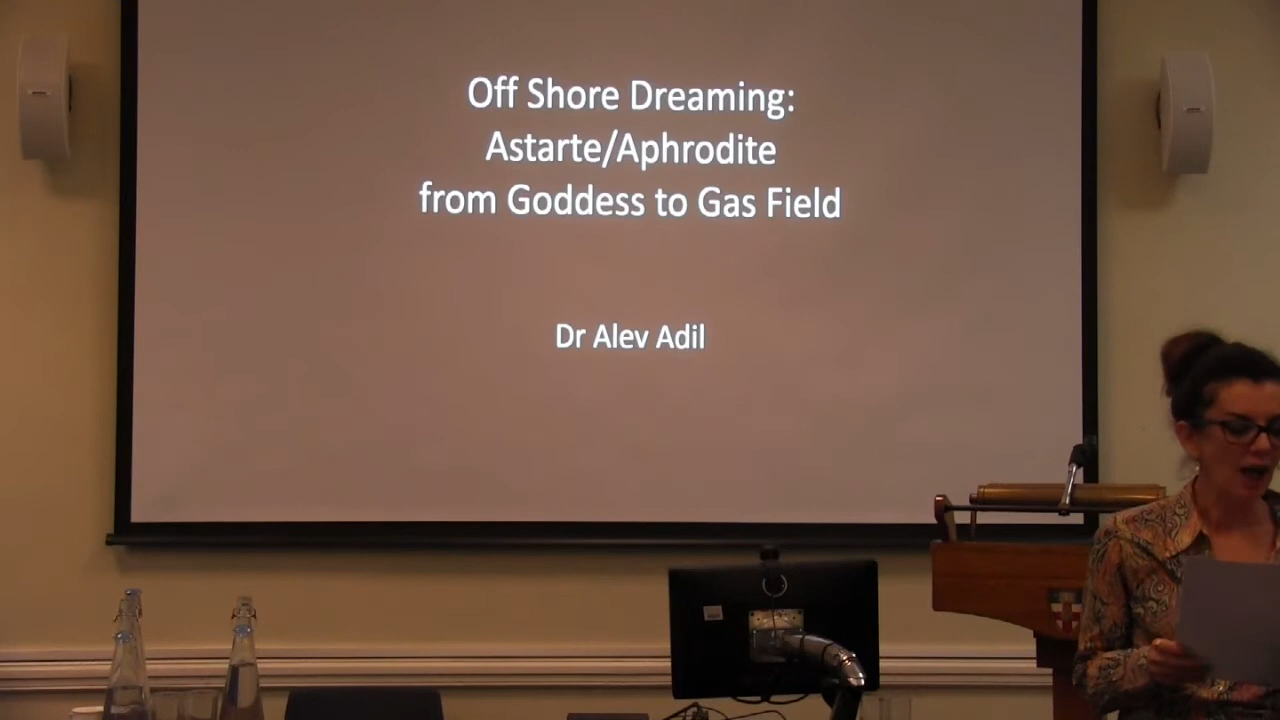 Off Shore Dreaming:
Astarte/Aphrodite
from Goddess to Gas Field
Dr Alev Adil